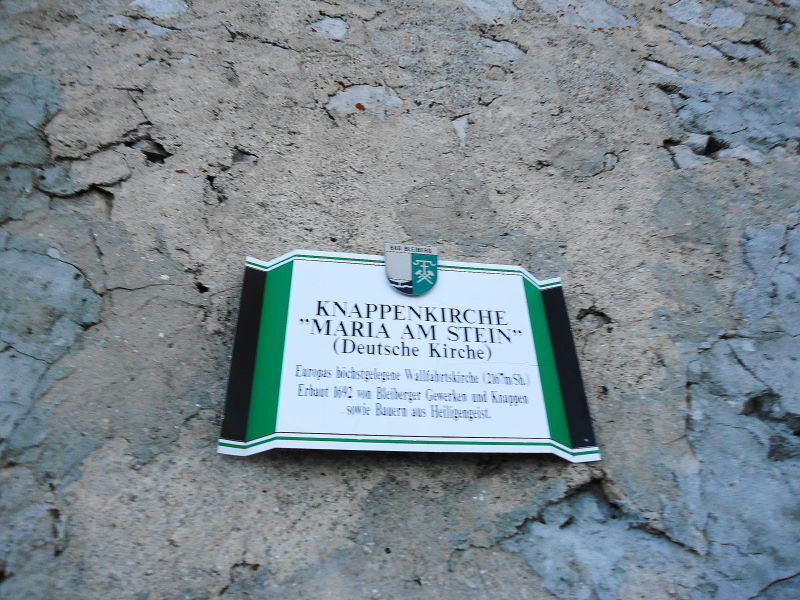 BAD BLEIBERG
KNAPPENKIRCHE
"MARIA AM STEIN"
(Deutsche Kirche)
Europas höchstgelegene Wallfahrtskirche (2167m/Sh.)
Erbaut 1692 von Bleiberger Gewerken und Knappen
sowie Bauern aus Heiligengeist.